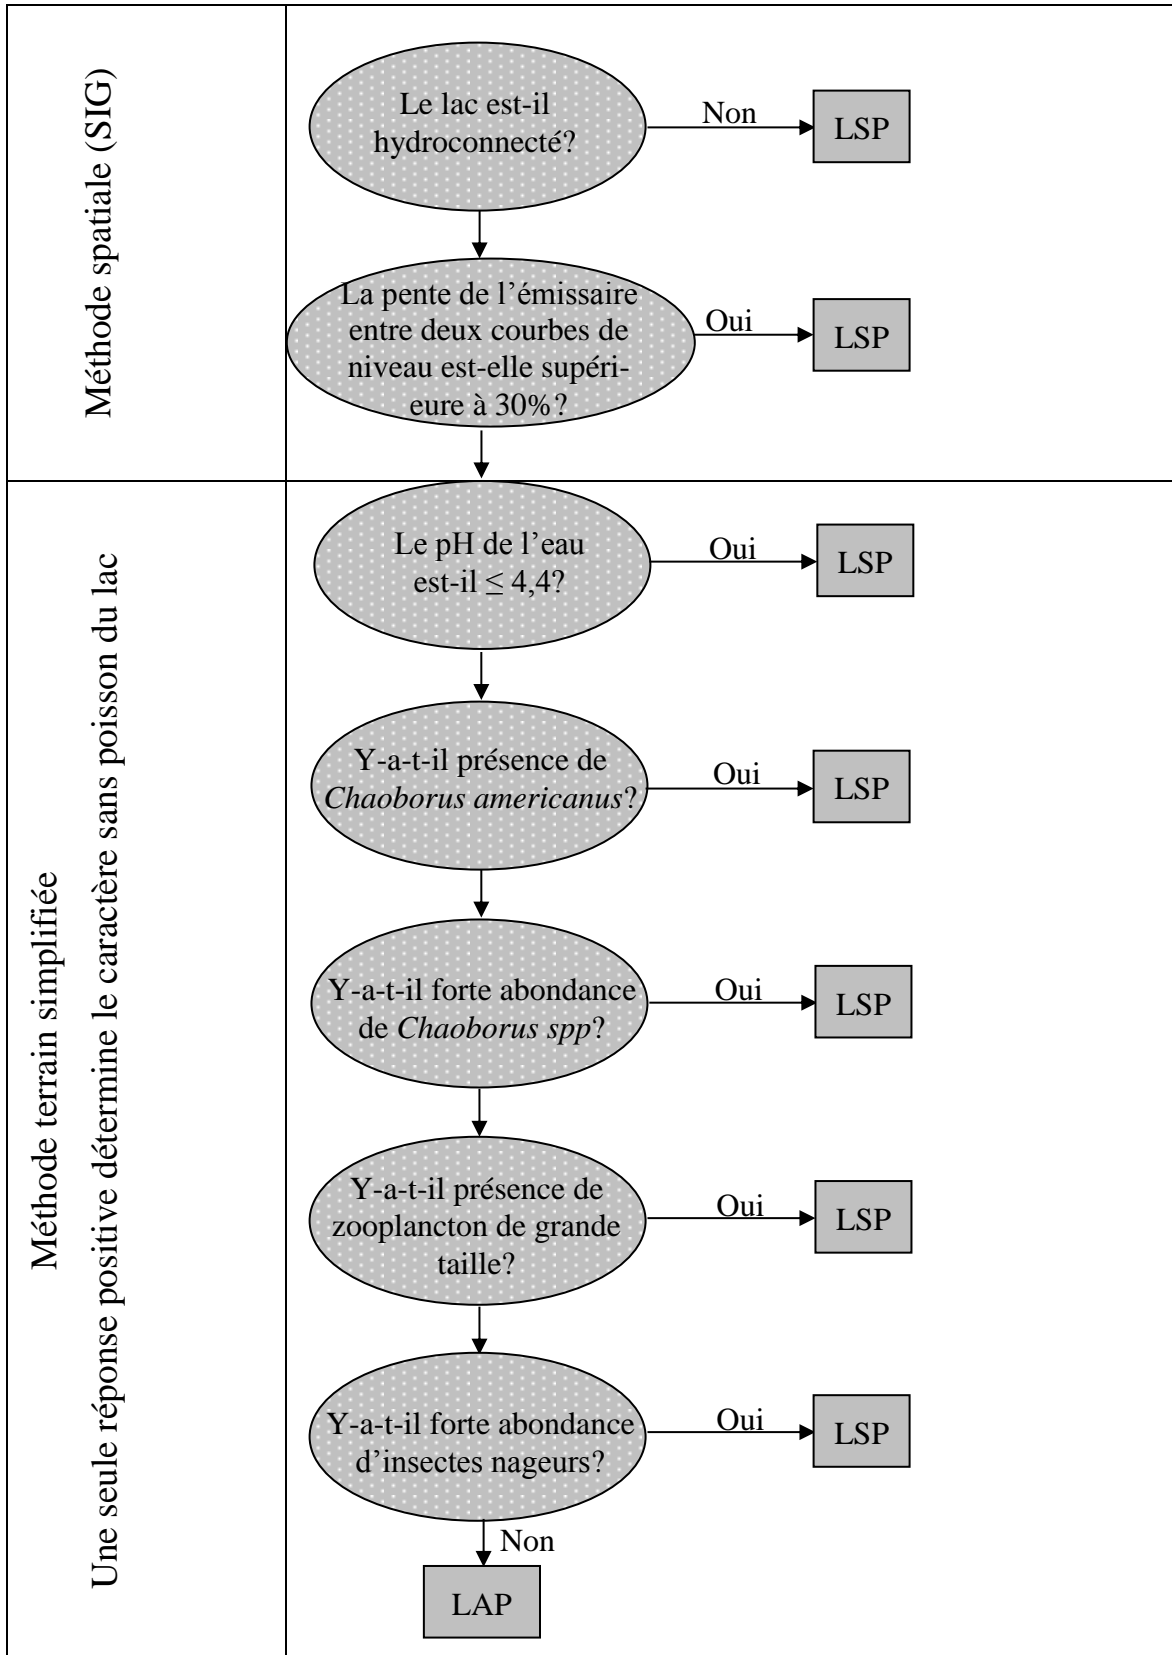 Méthode spatiale (SIG)
Le lac est-il
hydroconnecté?
Non
LSP
La pente de l’émissaire
entre deux courbes de
niveau est-elle supéri-
eure à 30%?
Oui
LSP
Méthode terrain simplifiée
Une seule réponse positive détermine le caractère sans poisson du lac
Le pH de l’eau
est-il ≤ 4,4?
Oui
LSP
Y-a-t-il présence de
Chaoborus americanus?
Oui
LSP
Y-a-t-il forte abondance
de Chaoborus spp?
Oui
LSP
Y-a-t-il présence de
zooplancton de grande
taille?
Oui
LSP
Y-a-t-il forte abondance
d’insectes nageurs?
Oui
LSP
Non
LAP